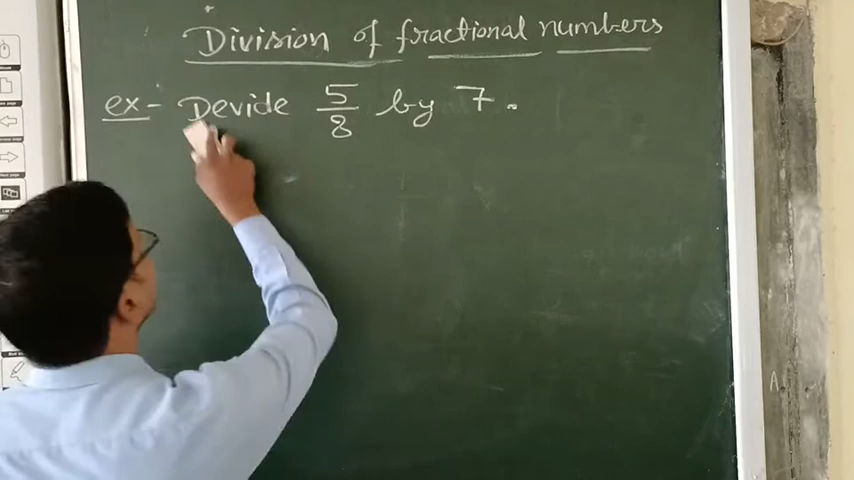 Division of fractional numbers
ex- Devide 5/8 by 7.